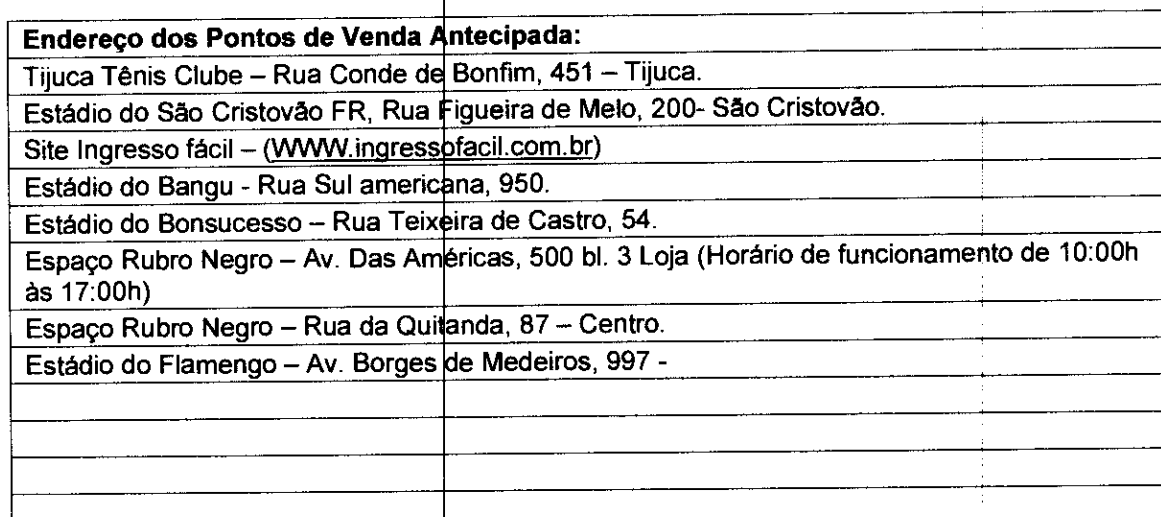 Endereço dos Pontos de Venda Antecipada:
Tijuca Tênis Clube – Rua Conde de Bonfim, 451 – Tijuca.
Estádio do São Cristovão FR, Rua Figueira de Melo, 200- São Cristovão.
Site Ingresso fácil – (WWW.ingressofacil.com.br)
Estádio do Bangu - Rua Sul americana, 950.
Estádio do Bonsucesso – Rua Teixeira de Castro, 54.
Espaço Rubro Negro – Av. Das Américas, 500 bl. 3 Loja (Horário de funcionamento de 10:00h
às 17:00h)
Espaço Rubro Negro – Rua da Quitanda, 87 – Centro.
Estádio do Flamengo – Av. Borges de Medeiros, 997 -